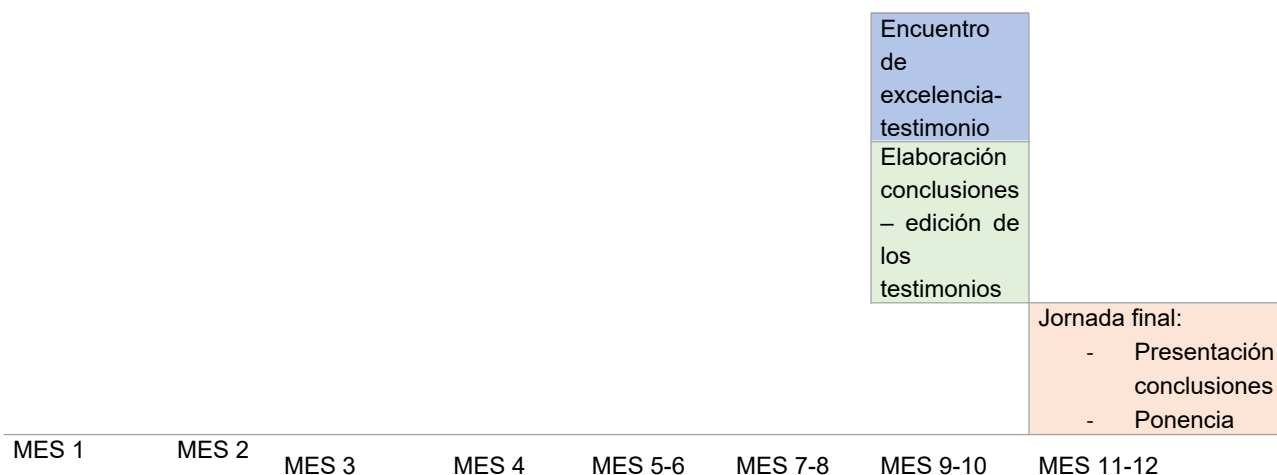 Encuentro
de
excelencia-
testimonio
Elaboración
conclusiones
– edición de
los
testimonios
Jornada final:
- Presentación
conclusiones
- Ponencia
MES 1 MES 2 MES 3 MES 4 MES 5-6 MES 7-8 MES 9-10 MES 11-12